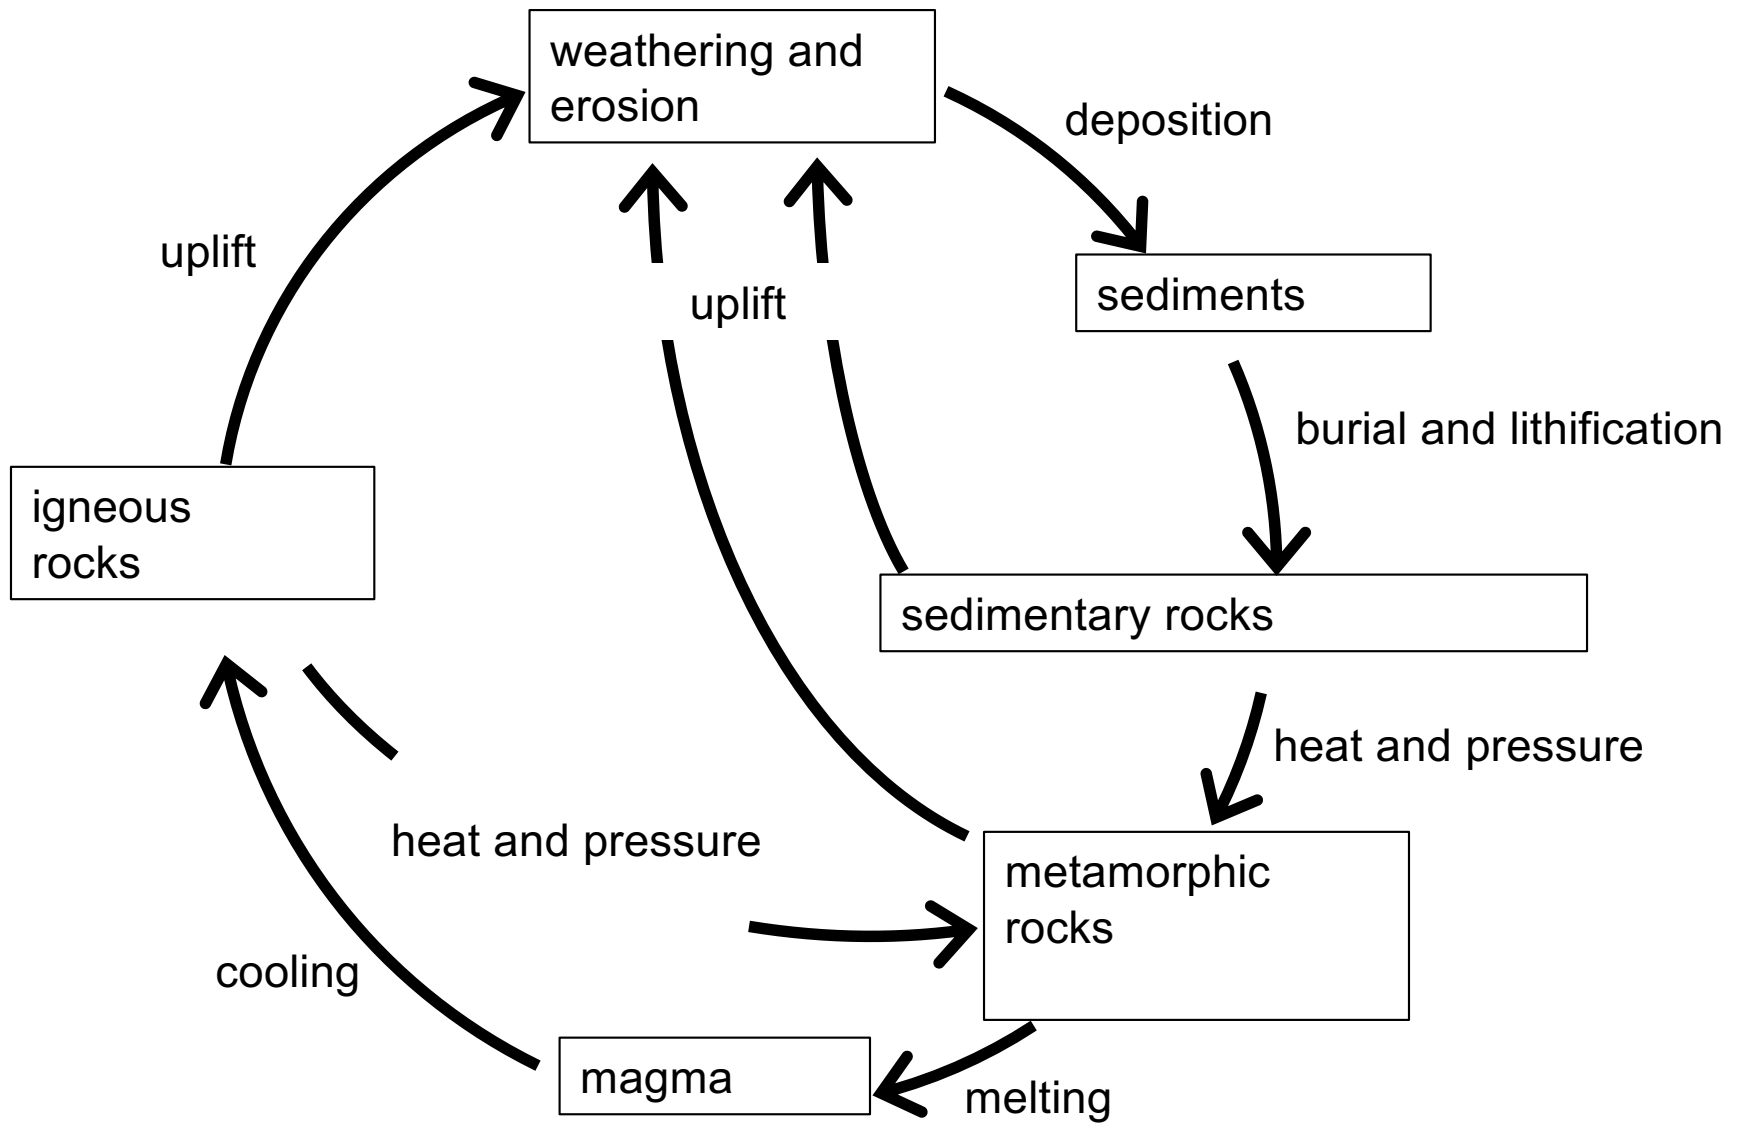 weathering and
erosion
deposition
uplift
sediments
uplift
burial and lithification
igneous
rocks
sedimentary rocks
heat and pressure
heat and pressure
metamorphic
rocks
cooling
magma
melting